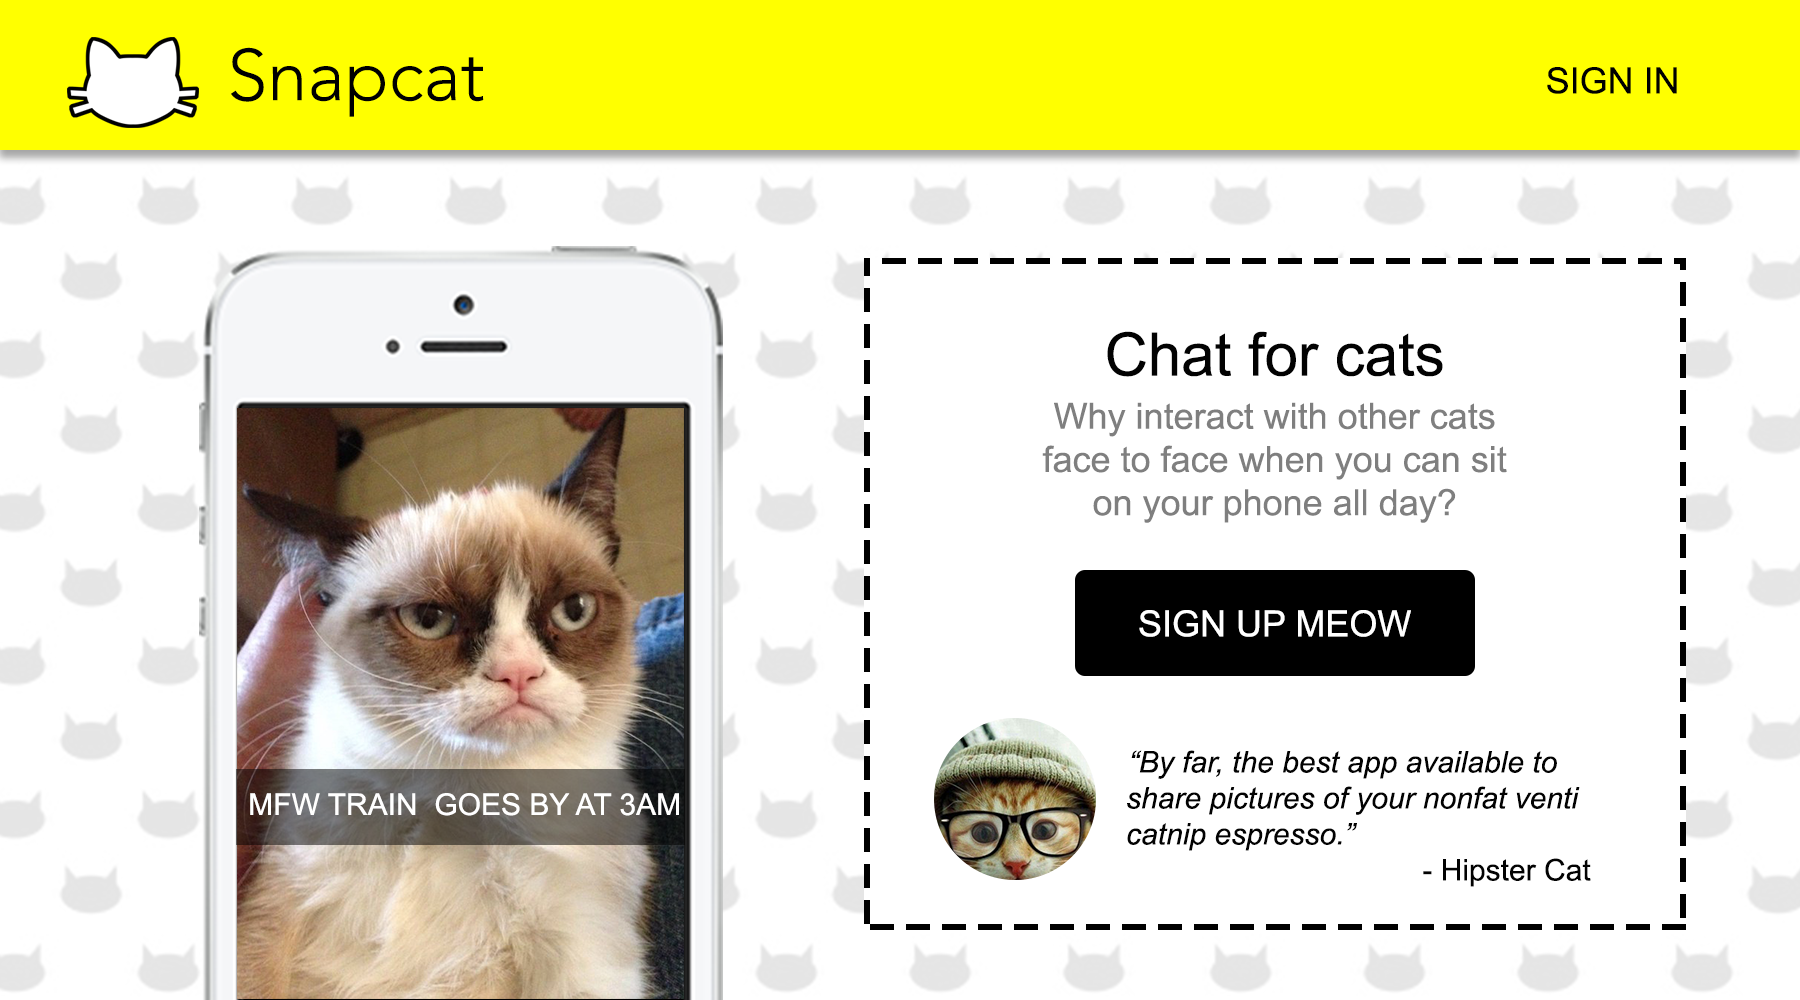 Snapcat
SIGN IN
Chat for cats
Why interact with other cats
face to face when you can sit
on your phone all day?
SIGN UP MEOW
“By far, the best app available to
share pictures of your nonfat venti
catnip espresso.”
- Hipster Cat
MFW TRAIN  GOES BY AT 3AM